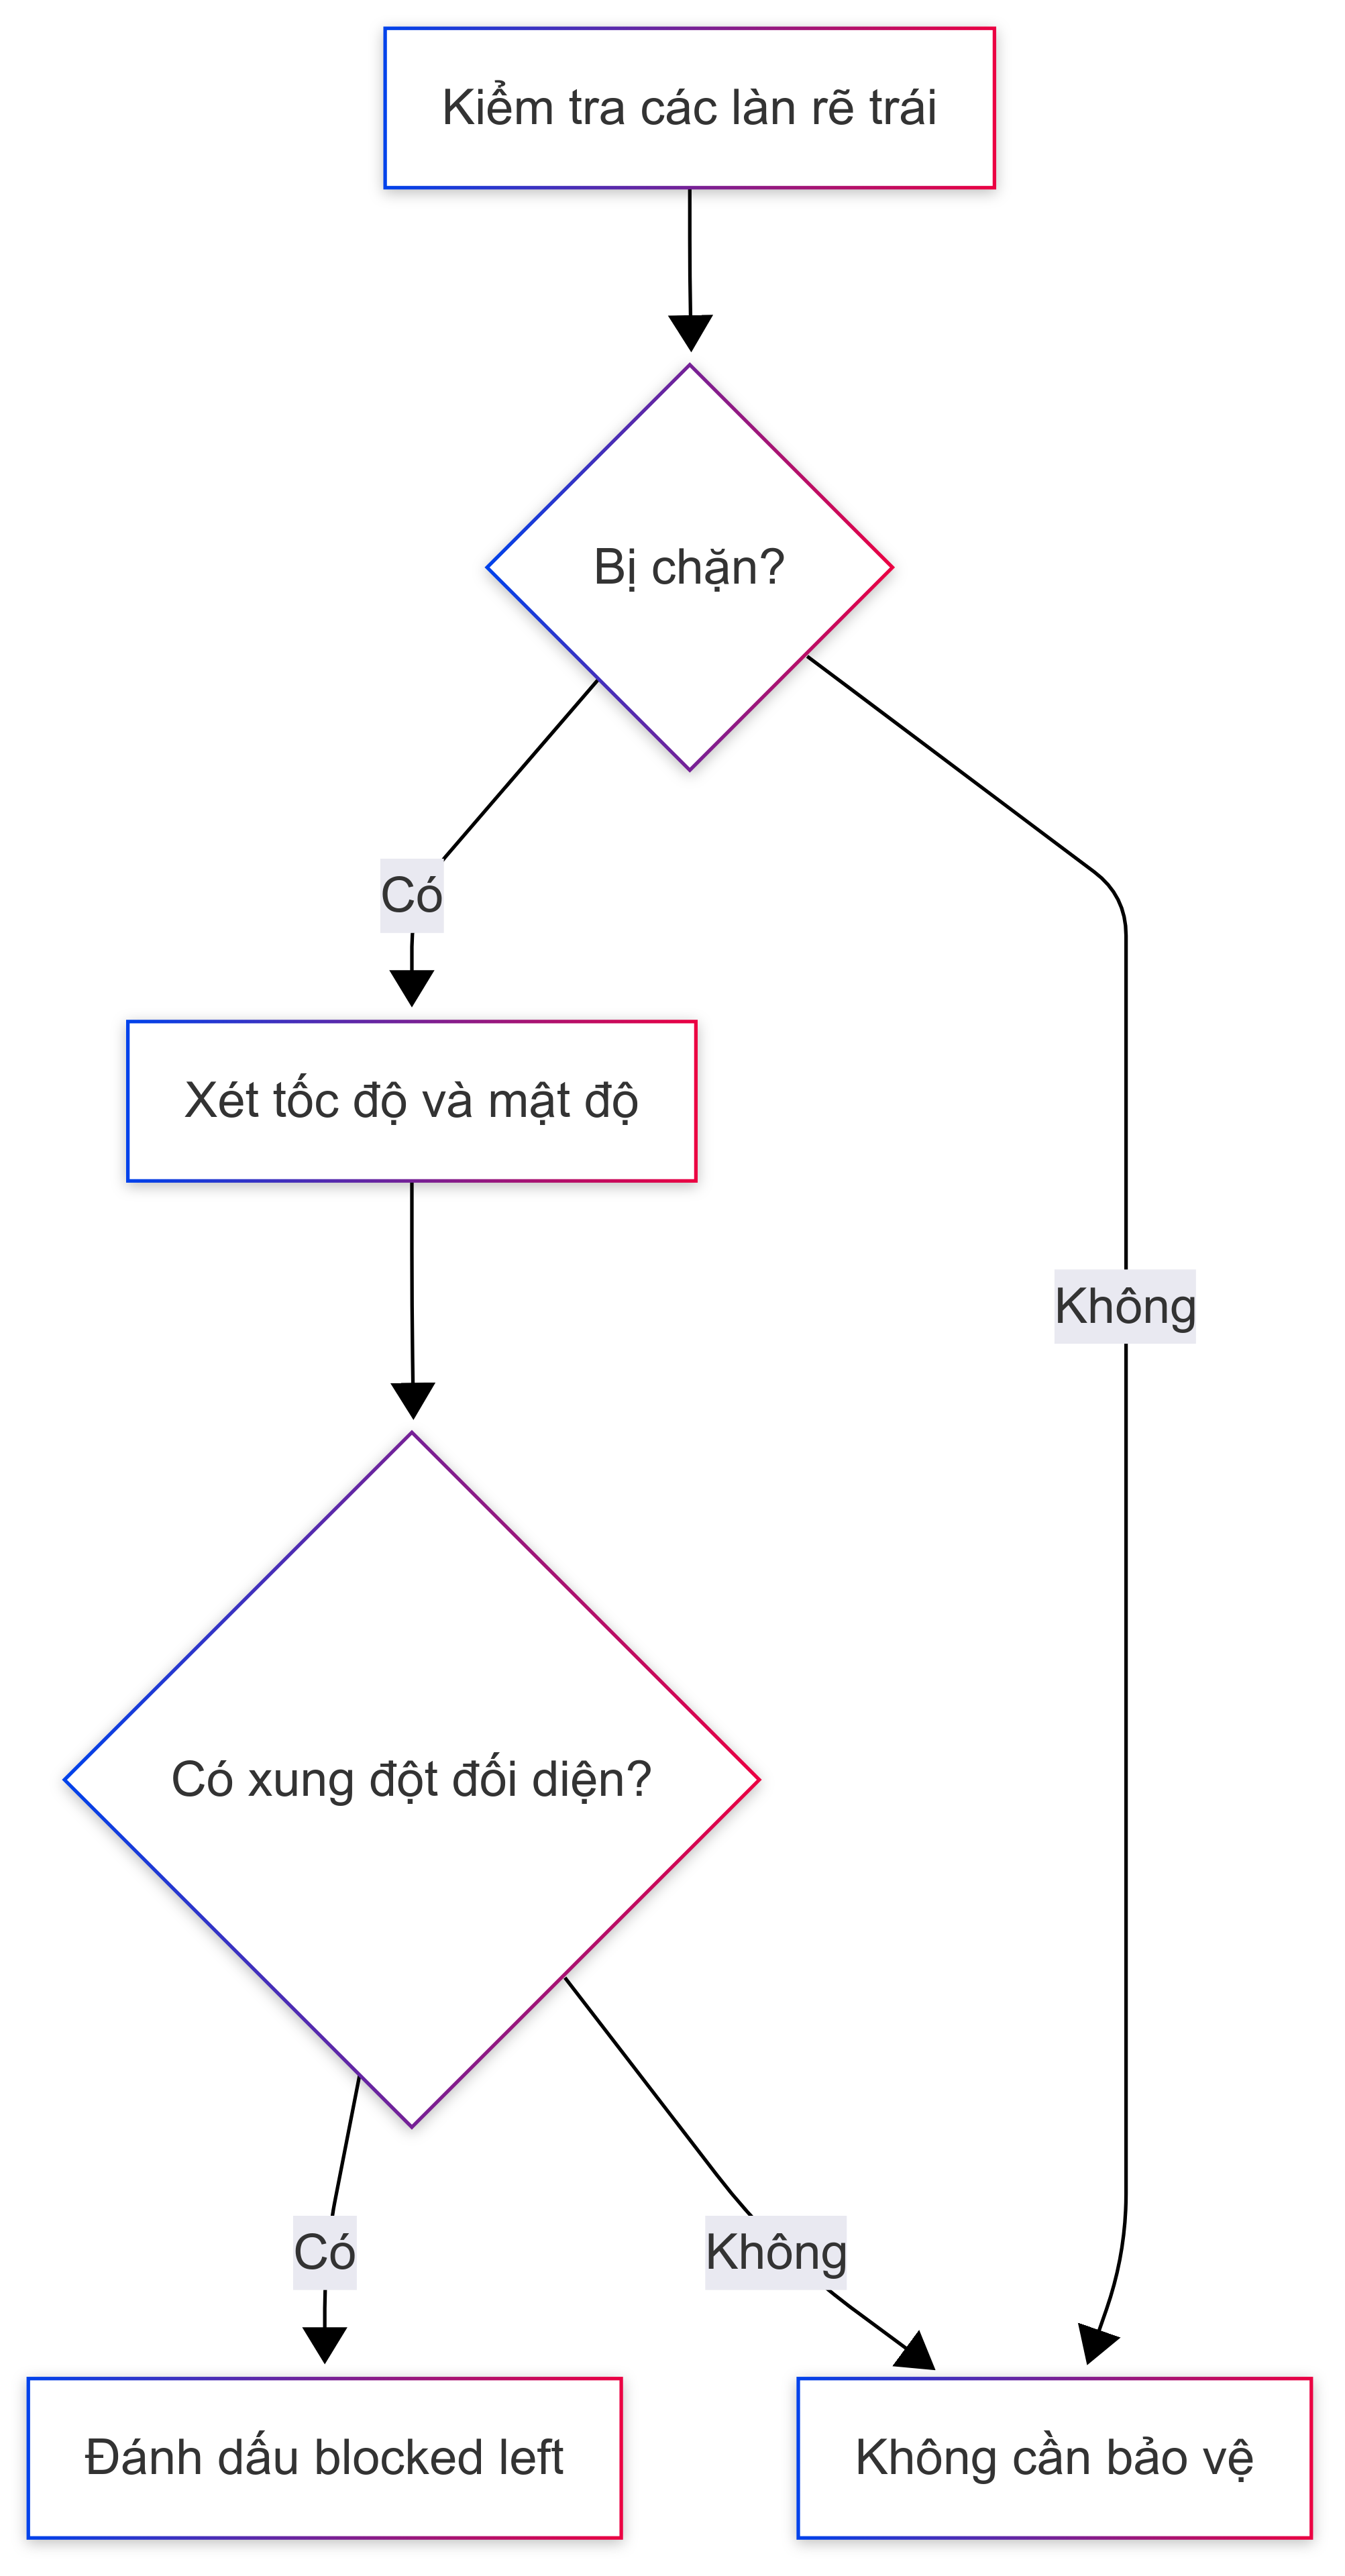 Kiểm tra các làn rẽ trái
Bị chặn?
Có
Xét tốc độ và mật độ
Không
Có xung đột đối diện?
Có
Không
Đánh dấu blocked left
Không cần bảo vệ